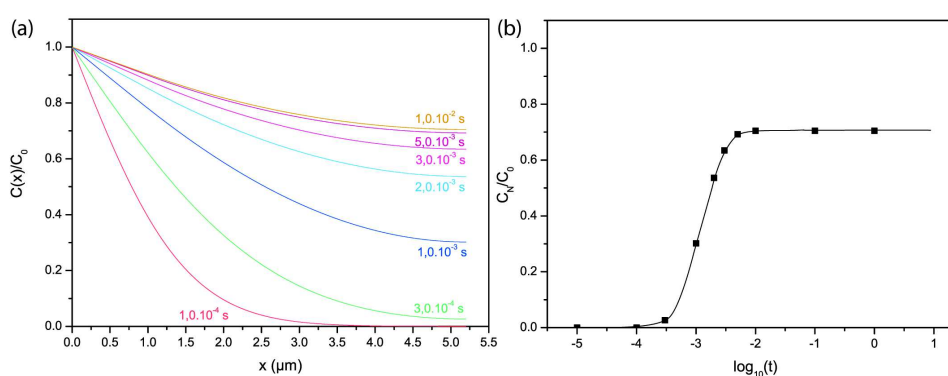 (a)
C(x)/C₀
1.0
0.8
0.6
0.4
0.2
0.0
1,0.10⁻² s
5,0.10⁻³ s
3,0.10⁻³ s
2,0.10⁻³ s
1,0.10⁻³ s
3,0.10⁻⁴ s
1,0.10⁻⁴ s
0.0 0.5 1.0 1.5 2.0 2.5 3.0 3.5 4.0 4.5 5.0 5.5
x (µm)
(b)
C_N/C₀
1.0
0.8
0.6
0.4
0.2
0.0
-5 -4 -3 -2 -1 0 1
log₁₀(t)